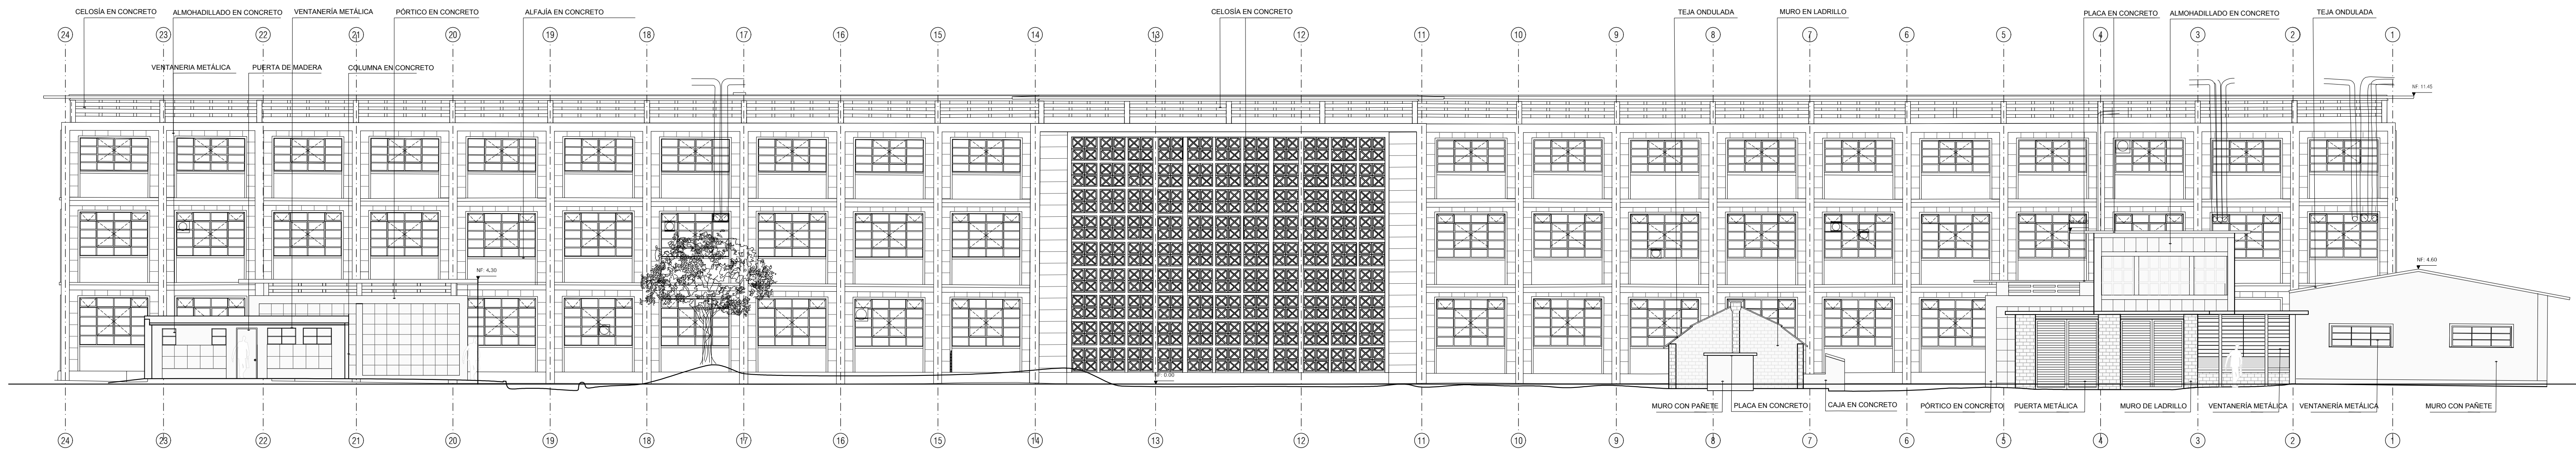 CELOSÍA EN CONCRETO
ALMOHADILLADO EN CONCRETO
VENTANERÍA METÁLICA
PÓRTICO EN CONCRETO
ALFAJÍA EN CONCRETO
CELOSÍA EN CONCRETO
TEJA ONDULADA
MURO EN LADRILLO
PLACA EN CONCRETO
ALMOHADILLADO EN CONCRETO
TEJA ONDULADA
24
23
22
21
20
19
18
17
16
15
14
13
12
11
10
9
8
7
6
5
4
3
2
1
VENTANERIA METÁLICA
PUERTA DE MADERA
COLUMNA EN CONCRETO
NF 11.45
NF. 4.60
NF 4.30
NF: 0.00
MURO CON PAÑETE
PLACA EN CONCRETO
CAJA EN CONCRETO
PÓRTICO EN CONCRETO
PUERTA METÁLICA
MURO DE LADRILLO
VENTANERÍA METÁLICA
VENTANERÍA METÁLICA
MURO CON PAÑETE
24
23
22
21
20
19
18
17
16
15
14
13
12
11
10
9
8
7
6
5
4
3
2
1